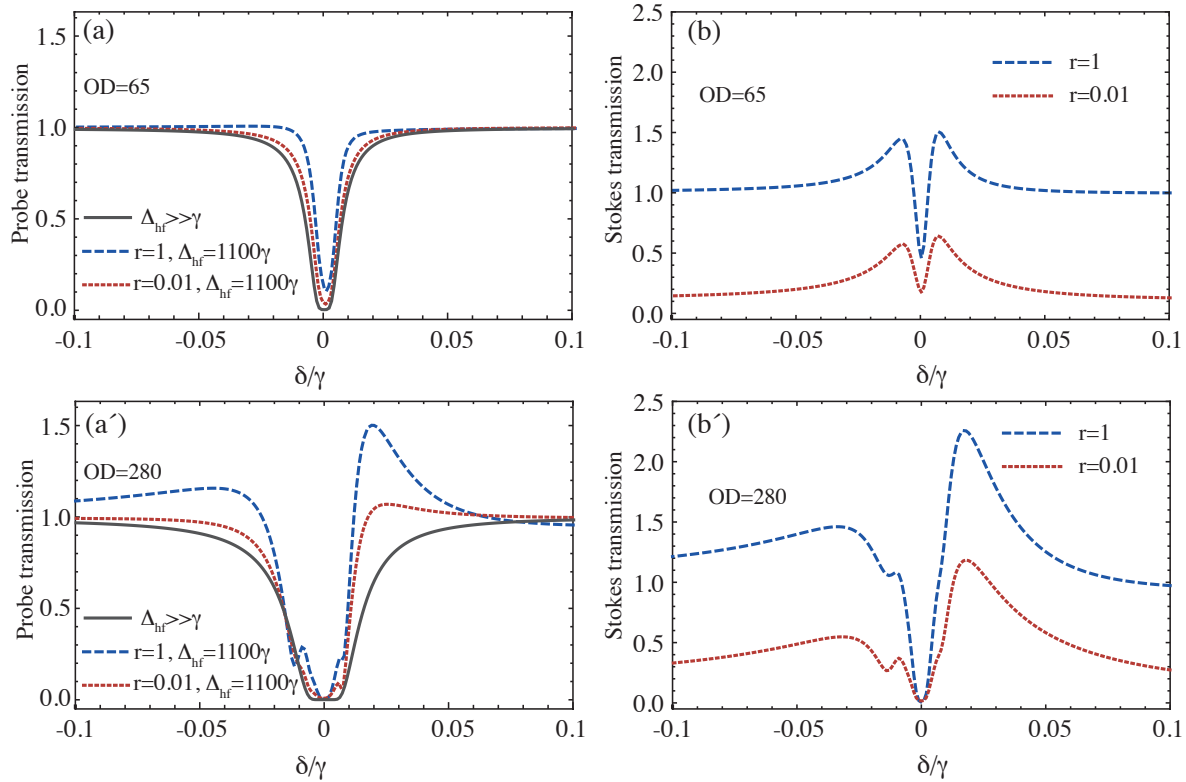 (a)
OD=65
Probe transmission
1.5
1.0
0.5
0.0
Δhf>>γ
r=1, Δhf=1100γ
r=0.01, Δhf=1100γ
-0.1
-0.05
0
0.05
0.1
δ/γ
(b)
OD=65
Stokes transmission
2.5
2.0
1.5
1.0
0.5
0.0
r=1
r=0.01
-0.1
-0.05
0
0.05
0.1
δ/γ
(a´)
OD=280
Probe transmission
1.5
1.0
0.5
0.0
Δhf>>γ
r=1, Δhf=1100γ
r=0.01, Δhf=1100γ
-0.1
-0.05
0
0.05
0.1
δ/γ
(b´)
OD=280
Stokes transmission
2.5
2.0
1.5
1.0
0.5
0.0
r=1
r=0.01
-0.1
-0.05
0
0.05
0.1
δ/γ